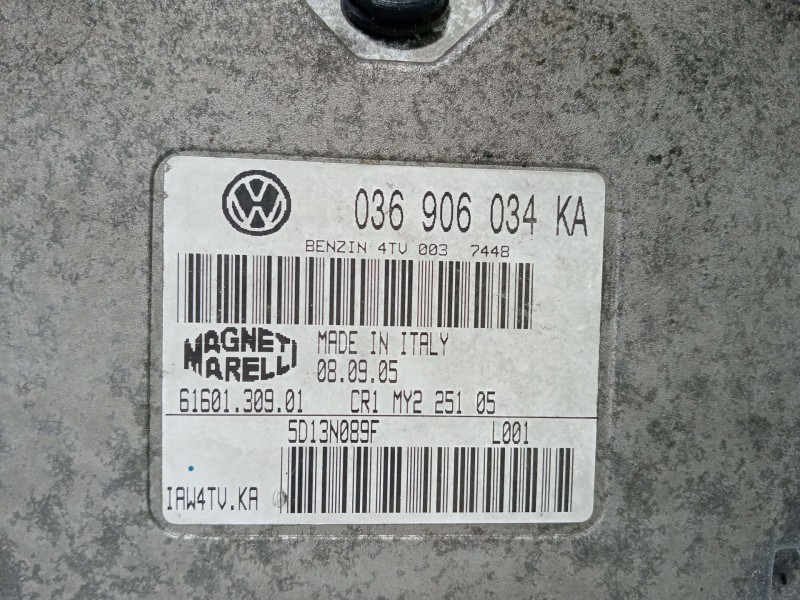 036 906 034 KA
BENZIN 4TV 003 7448
MAGNETI MARELLI
MADE IN ITALY
08.09.05
61601.309.01 CR1 MY2 251 05
5D13N089F L001
IAW4TV.KA